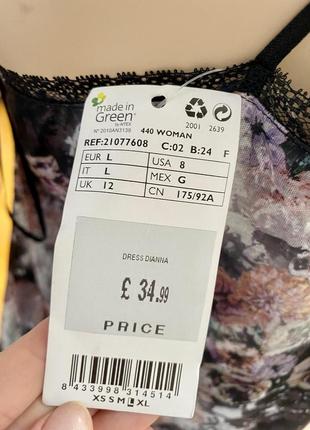 made in
Green
by AITEX
N° 2010AN3138
2001 2639
440 WOMAN
REF:21077608 C:02 B:24 F
EUR L USA 8
IT L MEX G
UK 12 CN 175/92A
DRESS DIANNA
£ 34.99
PRICE
8 433998 314514
XS S M L XL